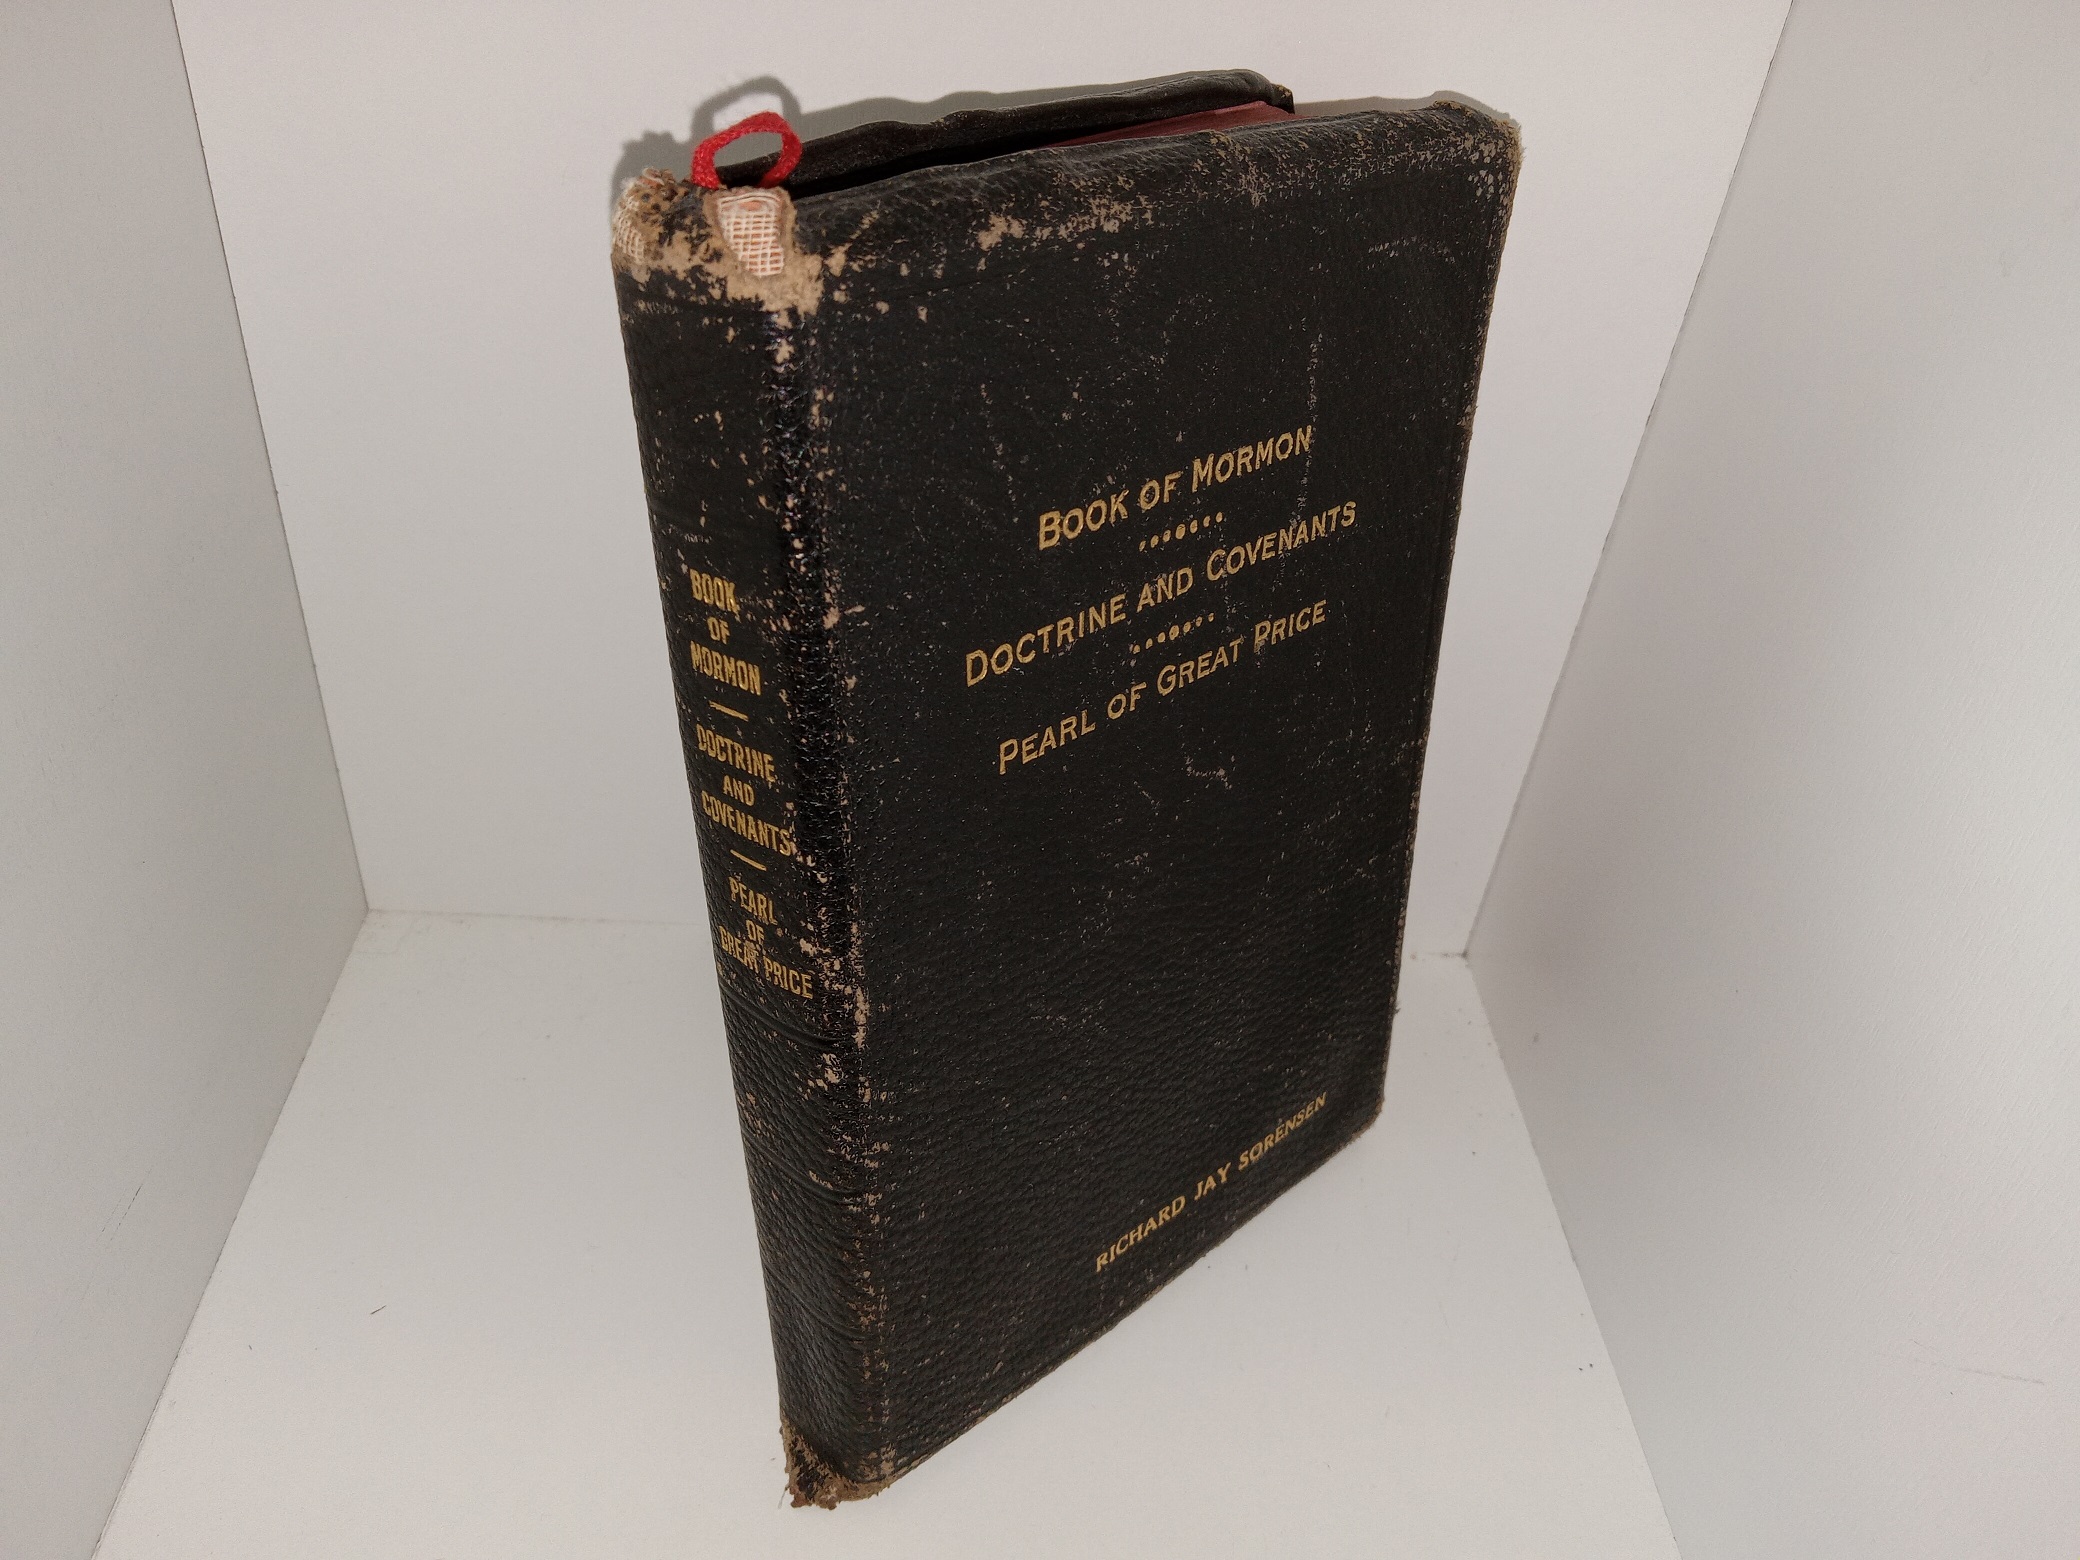 BOOK
OF
MORMON
DOCTRINE
AND
COVENANTS
PEARL
OF
GREAT PRICE
BOOK OF MORMON
DOCTRINE AND COVENANTS
PEARL OF GREAT PRICE
RICHARD JAY SORENSEN